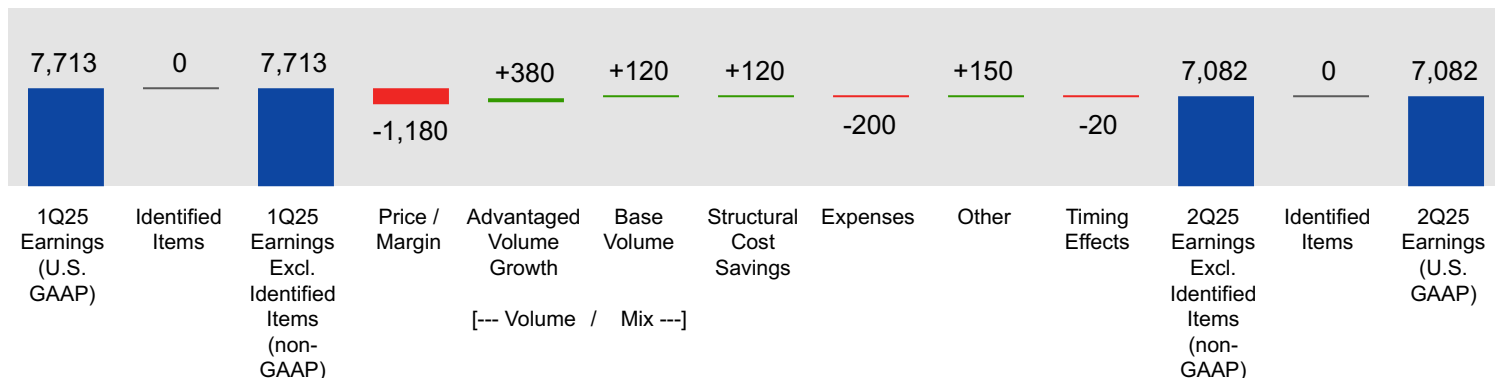 7,713
0
7,713
-1,180
+380
+120
+120
-200
+150
-20
7,082
0
7,082
1Q25
Earnings
(U.S.
GAAP)
Identified
Items
1Q25
Earnings
Excl.
Identified
Items
(non-
GAAP)
Price /
Margin
Advantaged
Volume
Growth
Base
Volume
[--- Volume / Mix ---]
Structural
Cost
Savings
Expenses
Other
Timing
Effects
2Q25
Earnings
Excl.
Identified
Items
(non-
GAAP)
Identified
Items
2Q25
Earnings
(U.S.
GAAP)